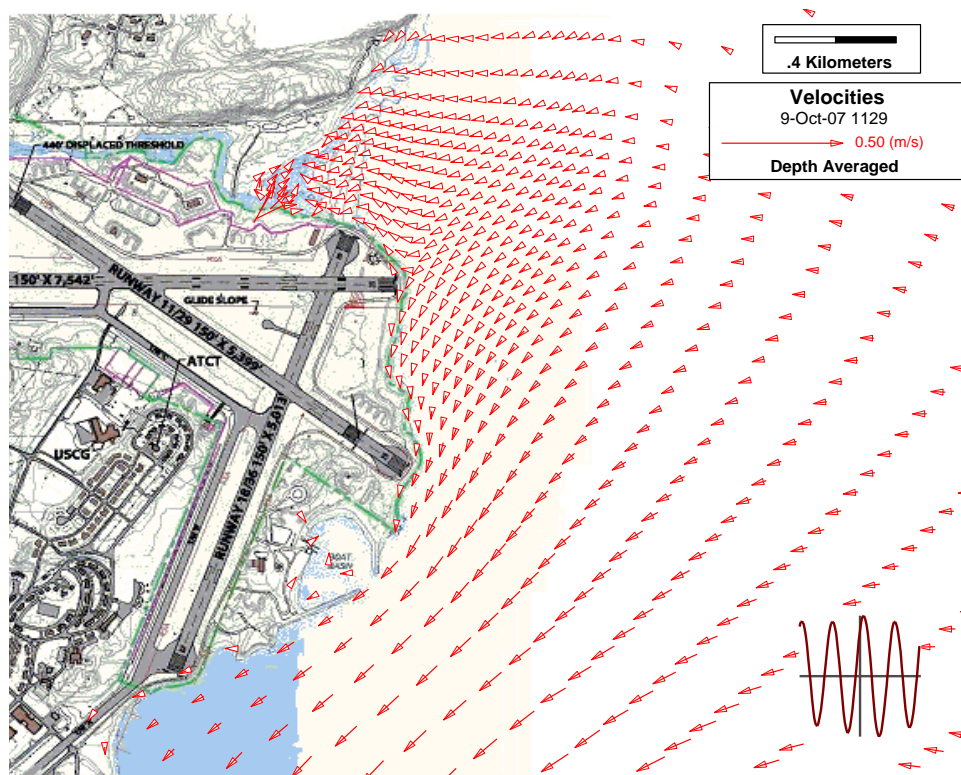 .4 Kilometers
Velocities
9-Oct-07 1129
0.50 (m/s)
Depth Averaged
440' DISPLACED THRESHOLD
150' X 7,542'
RUNWAY 11/29 150' X 5,399'
GLIDE SLOPE
ATCT
USCG
RUNWAY 18/36 150' X 5,013'
BOAT
BASIN